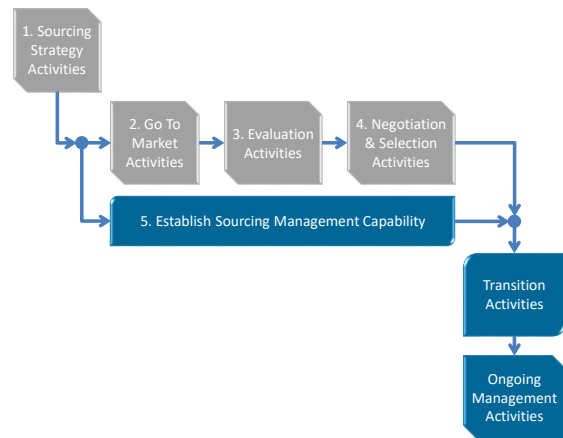 1. Sourcing
Strategy
Activities
2. Go To
Market
Activities
3. Evaluation
Activities
4. Negotiation
& Selection
Activities
5. Establish Sourcing Management Capability
Transition
Activities
Ongoing
Management
Activities